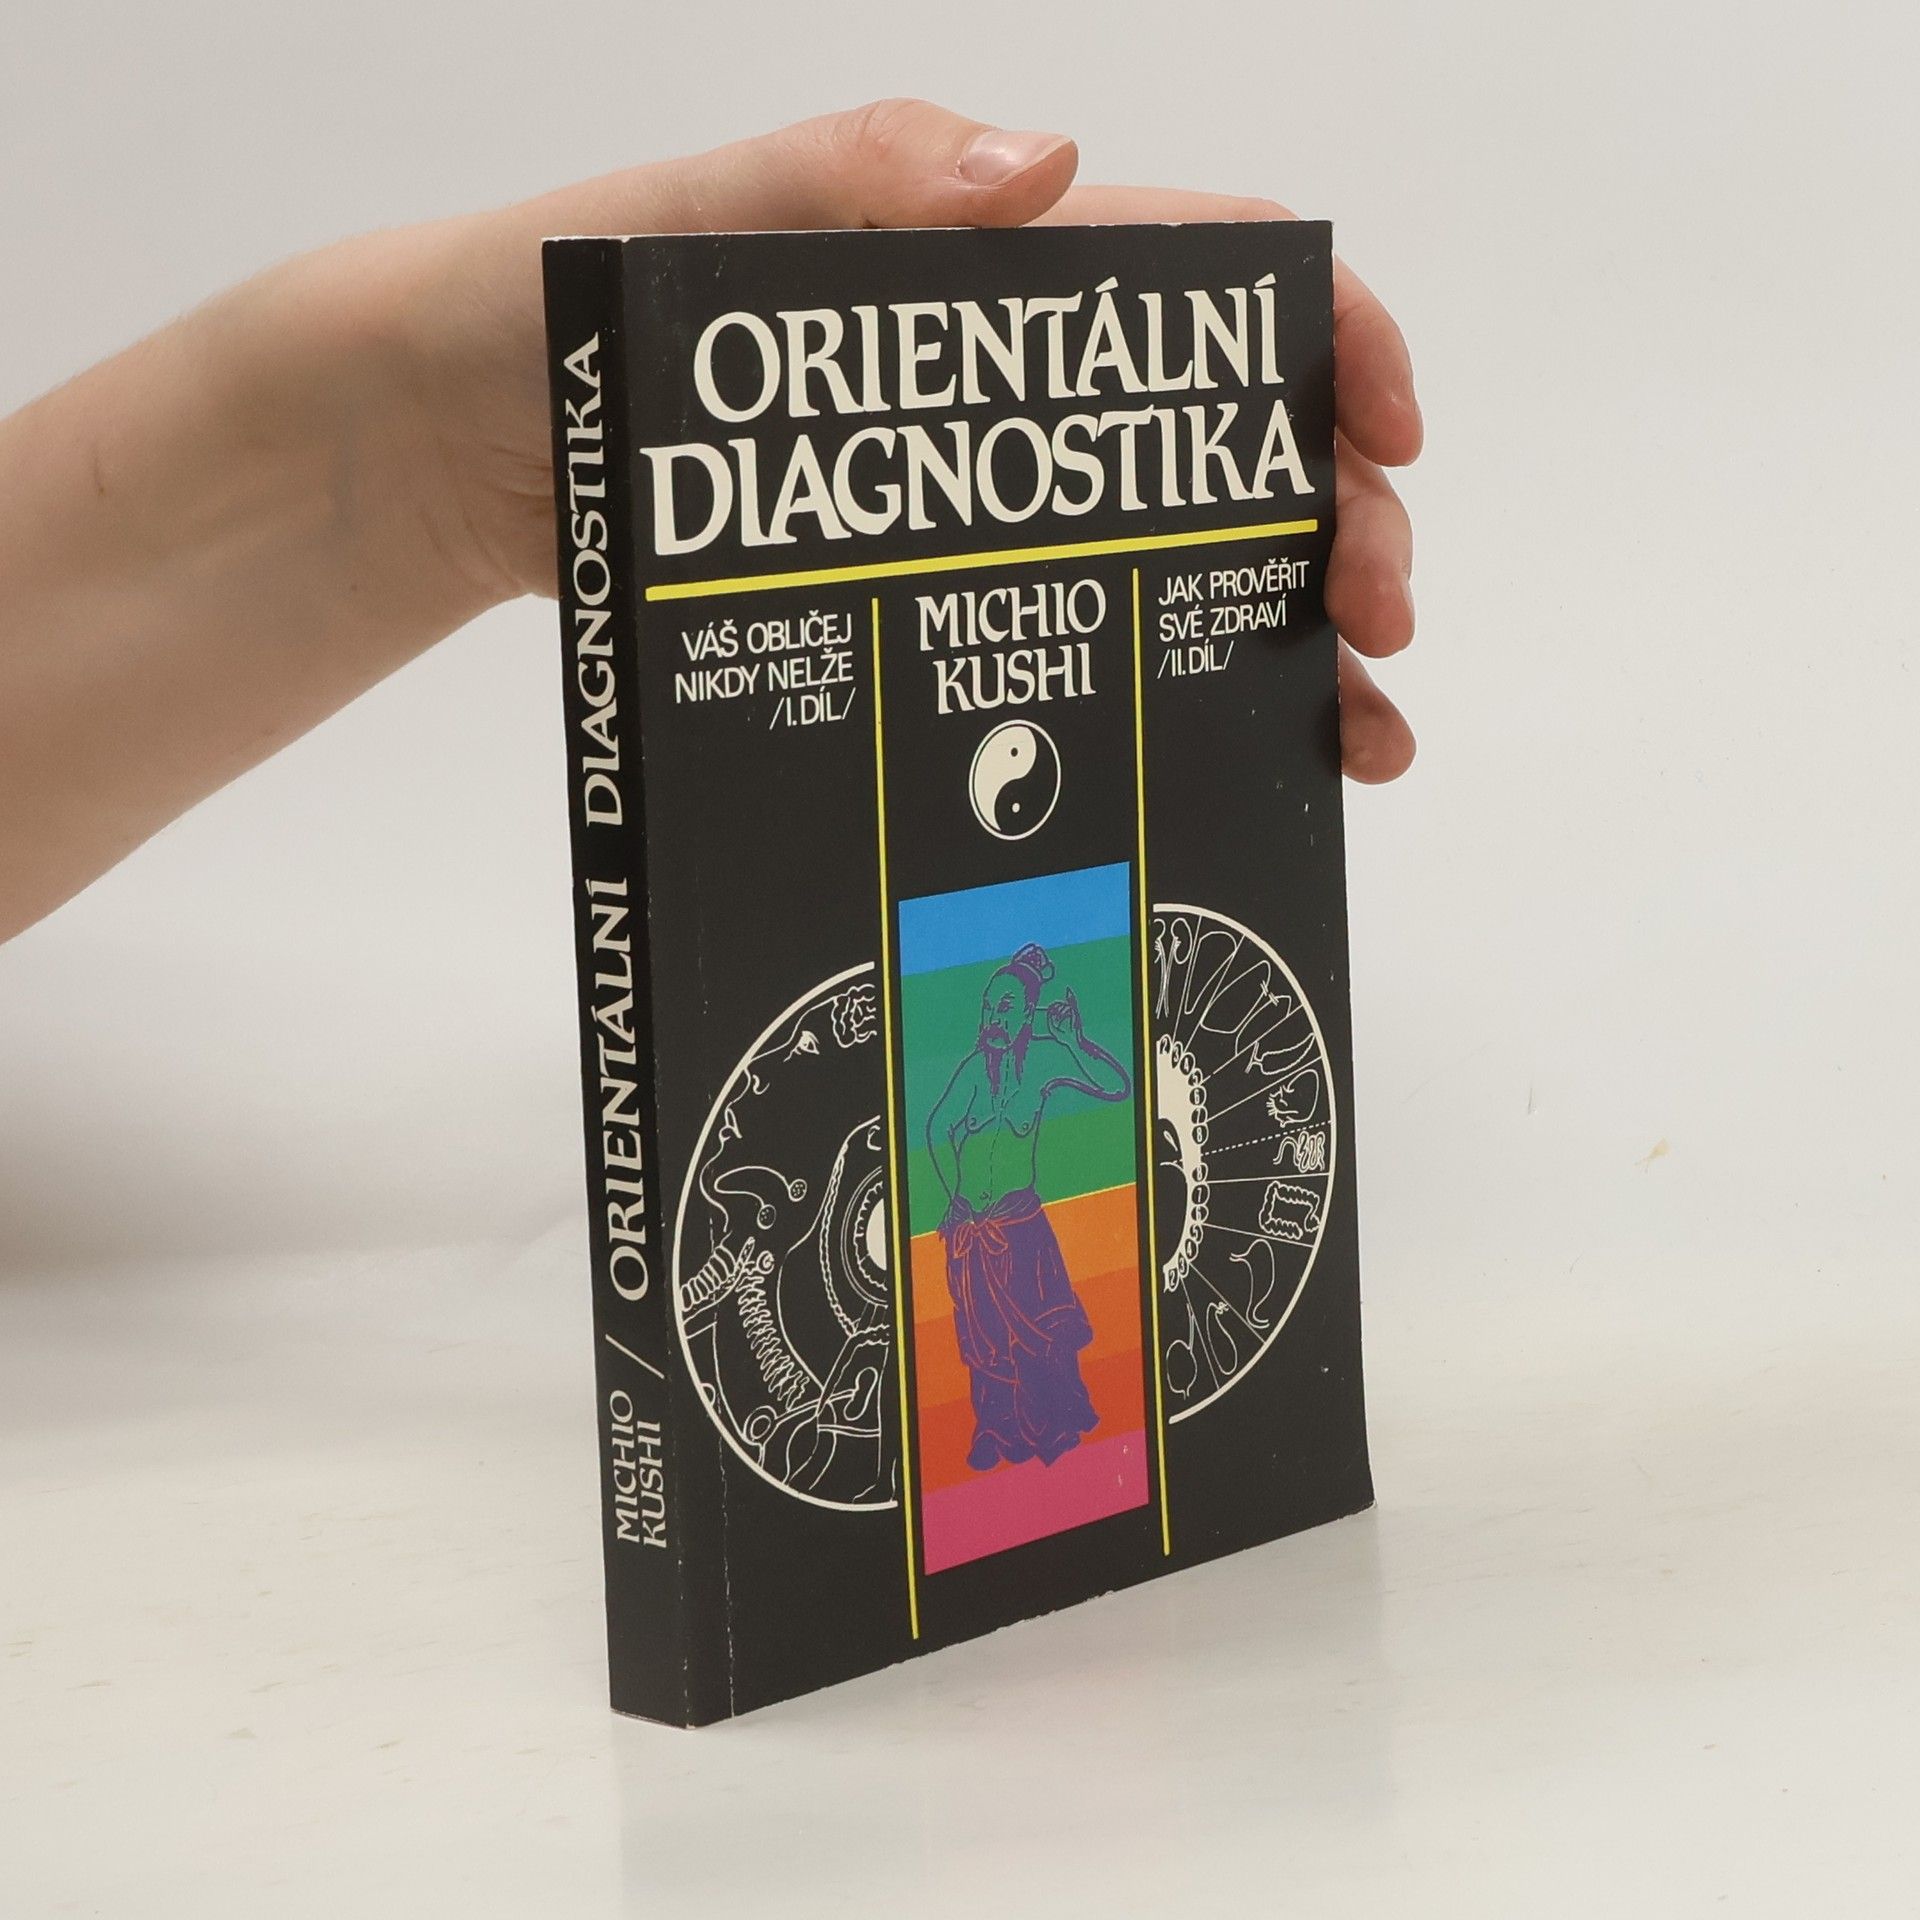 ORIENTÁLNÍ
DIAGNOSTIKA
VÁŠ OBLIČEJ
NIKDY NELŽE
/I.DÍL/
MICHIO
KUSHI
JAK PROVĚŘIT
SVÉ ZDRAVÍ
/II.DÍL/
MICHIO
KUSHI
/ ORIENTÁLNÍ DIAGNOSTIKA